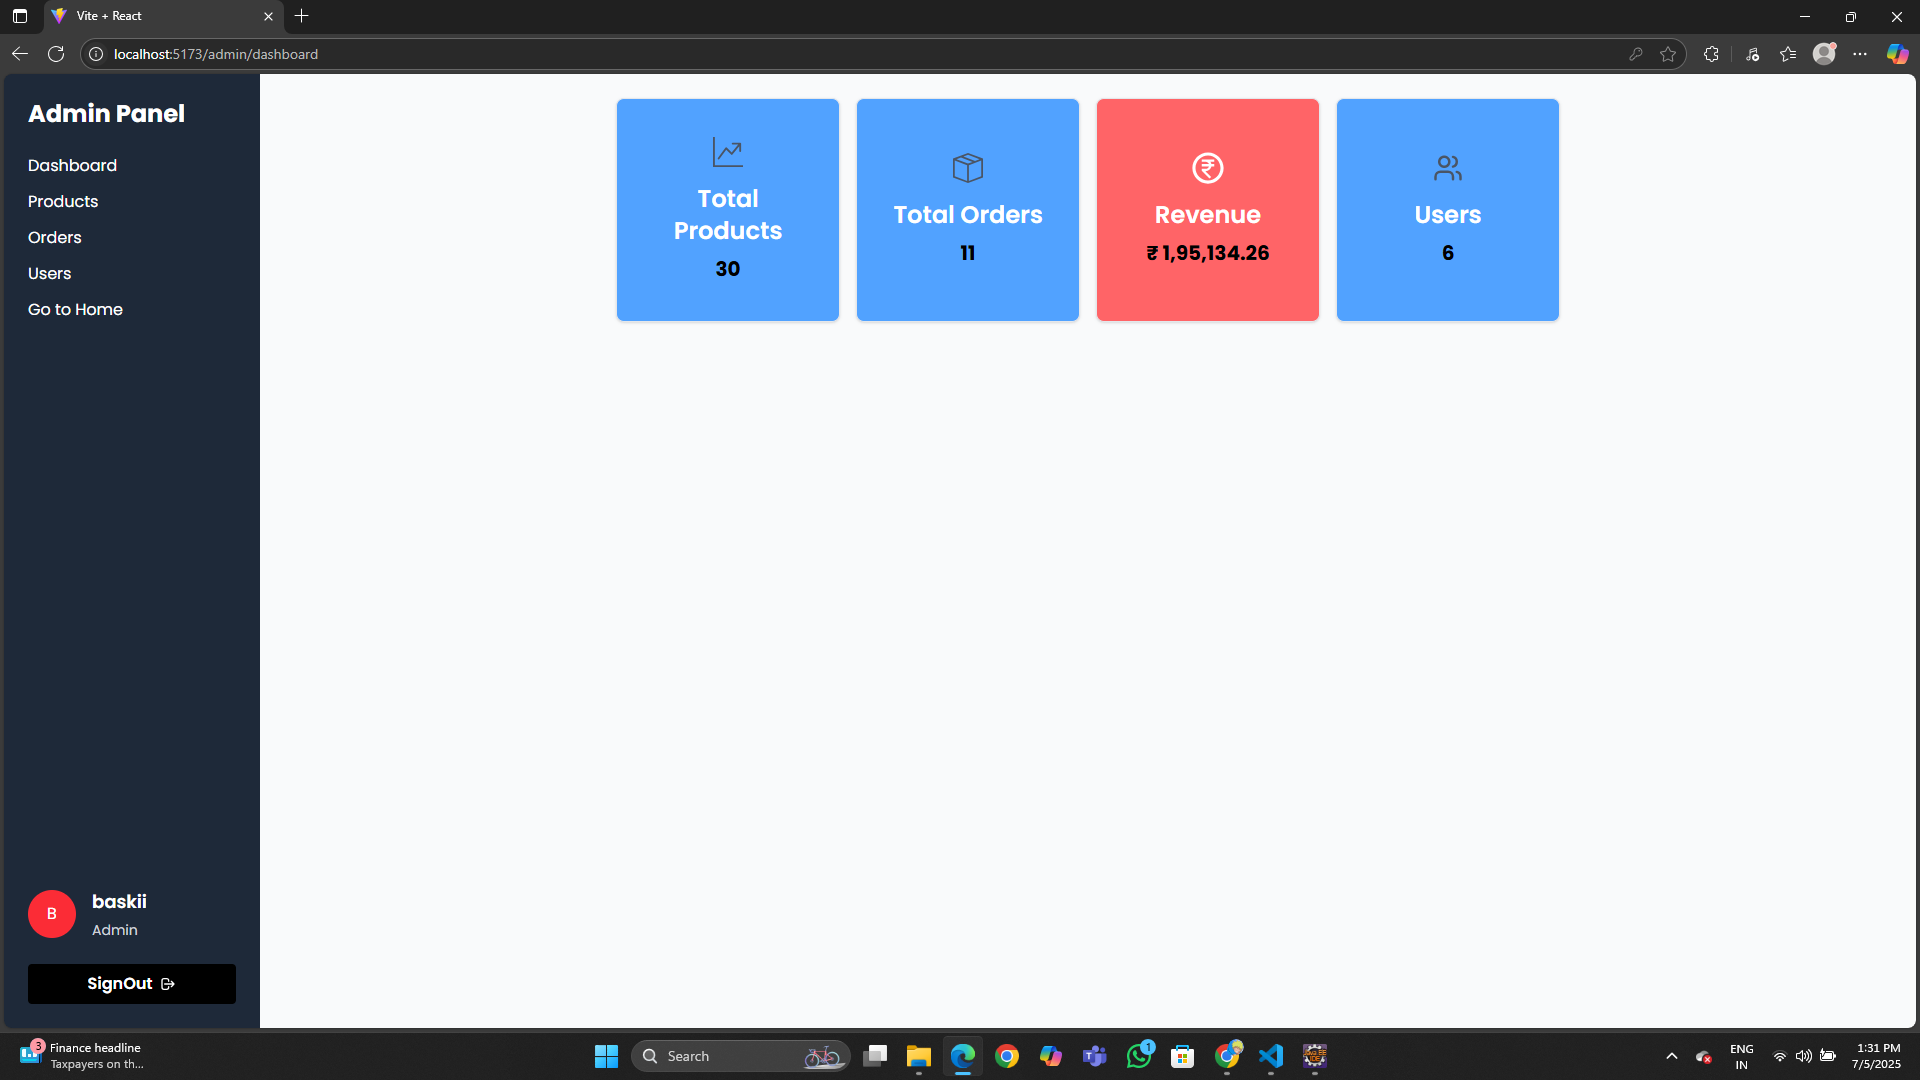 Vite + React
localhost:5173/admin/dashboard
Admin Panel
Dashboard
Products
Orders
Users
Go to Home
Total
Products
30
Total Orders
11
Revenue
₹ 1,95,134.26
Users
6
B
baskii
Admin
SignOut
3
Finance headline
Taxpayers on th...
Search
1
ENG
IN
1:31 PM
7/5/2025